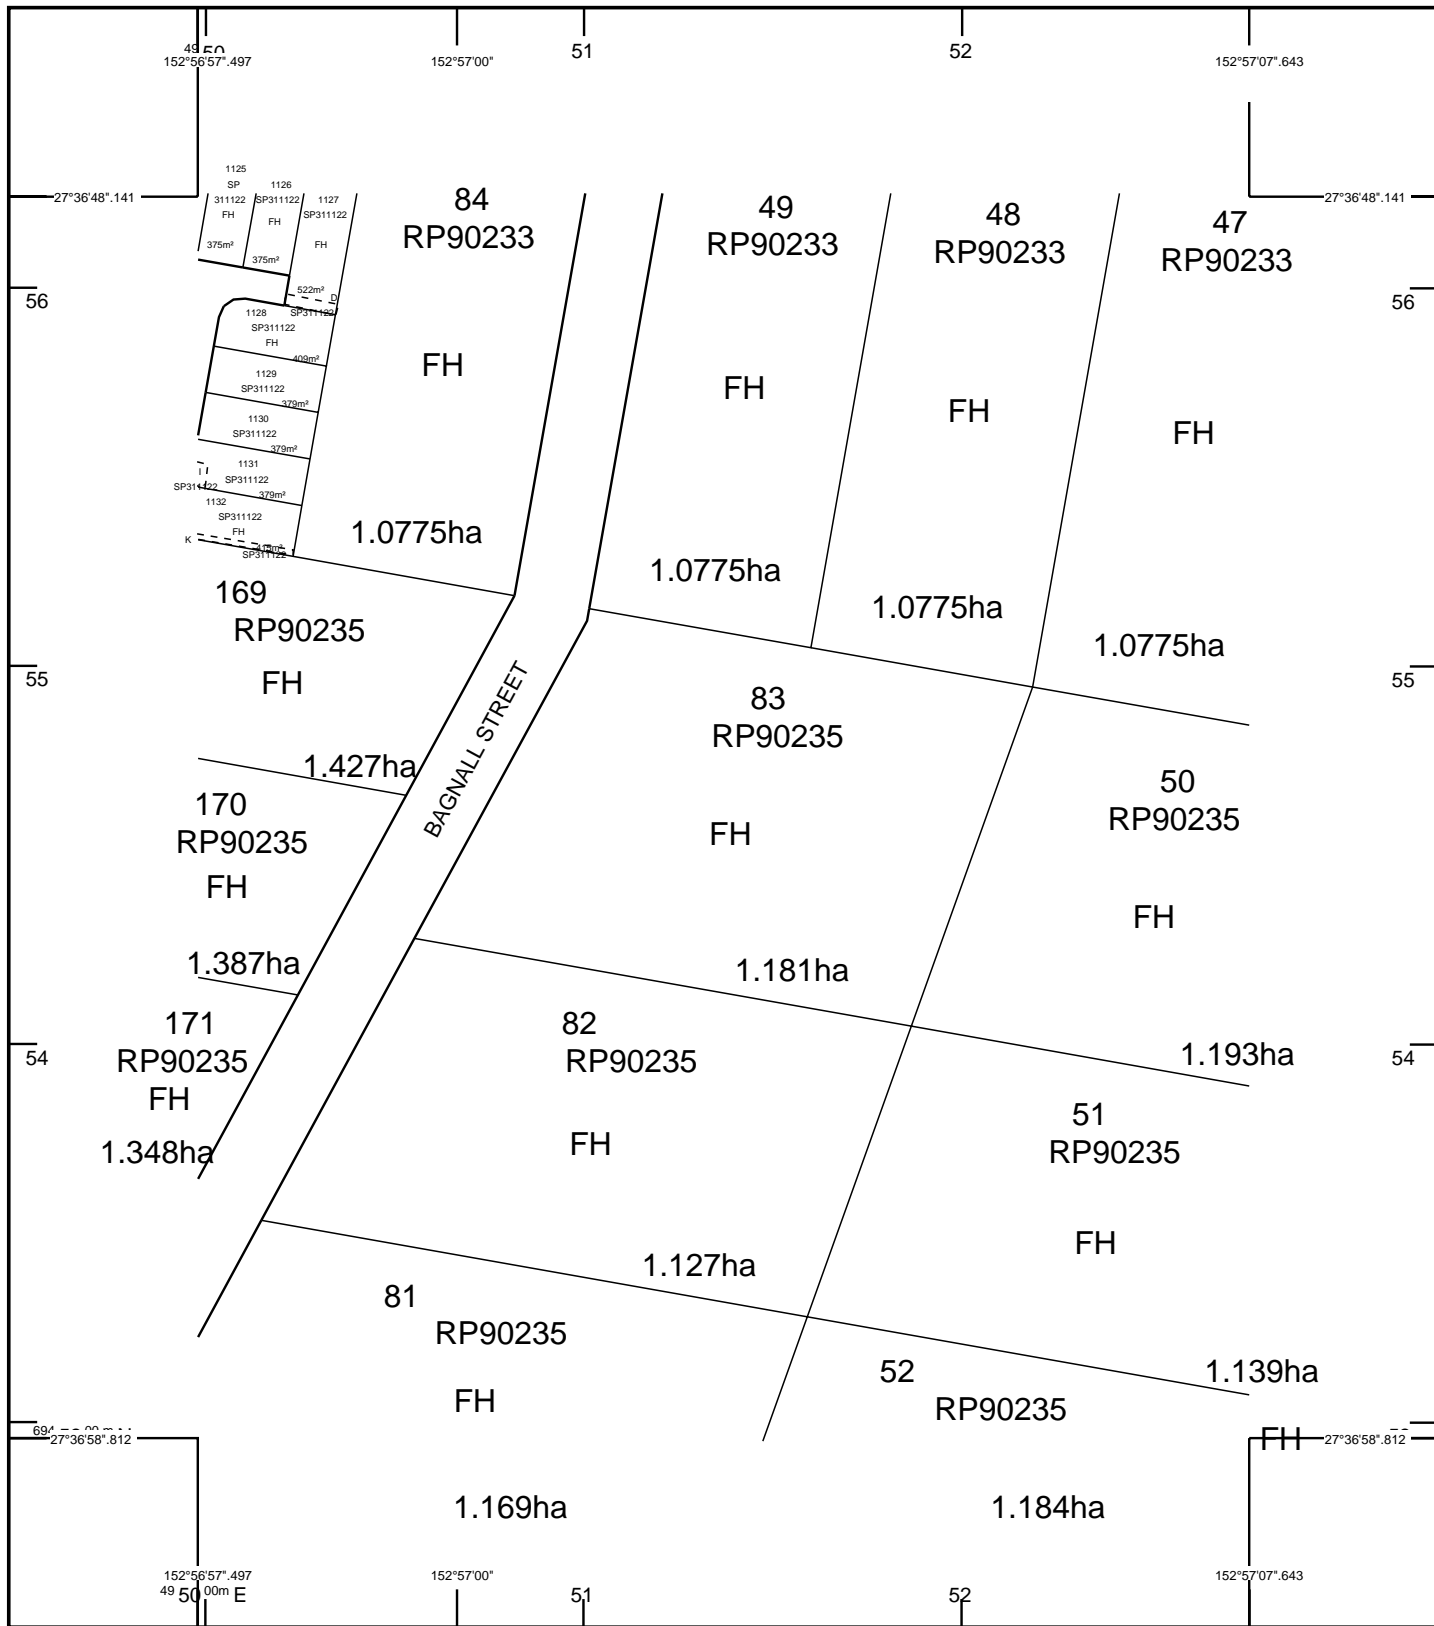 51
52
152°56'57".497
152°57'00"
152°57'07".643
27°36'48".141
27°36'48".141
1125
SP
311122
FH
375m²
1126
SP311122
FH
375m²
1127
SP311122
FH
522m²
D
SP311122
84
RP90233
FH
1.0775ha
49
RP90233
FH
1.0775ha
48
RP90233
FH
1.0775ha
47
RP90233
FH
1.0775ha
56
56
1128
SP311122
FH
409m²
1129
SP311122
379m²
1130
SP311122
379m²
1131
SP311122
379m²
I
SP311122
1132
SP311122
FH
415m²
K
SP311122
169
RP90235
FH
1.427ha
55
55
BAGNALL STREET
83
RP90235
FH
1.181ha
50
RP90235
FH
1.193ha
170
RP90235
FH
1.387ha
171
RP90235
FH
1.348ha
54
54
82
RP90235
FH
1.127ha
51
RP90235
FH
1.139ha
81
RP90235
FH
1.169ha
52
RP90235
FH
1.184ha
27°36'58".812
27°36'58".812
152°56'57".497
152°57'00"
152°57'07".643
49 50 00m E
51
52